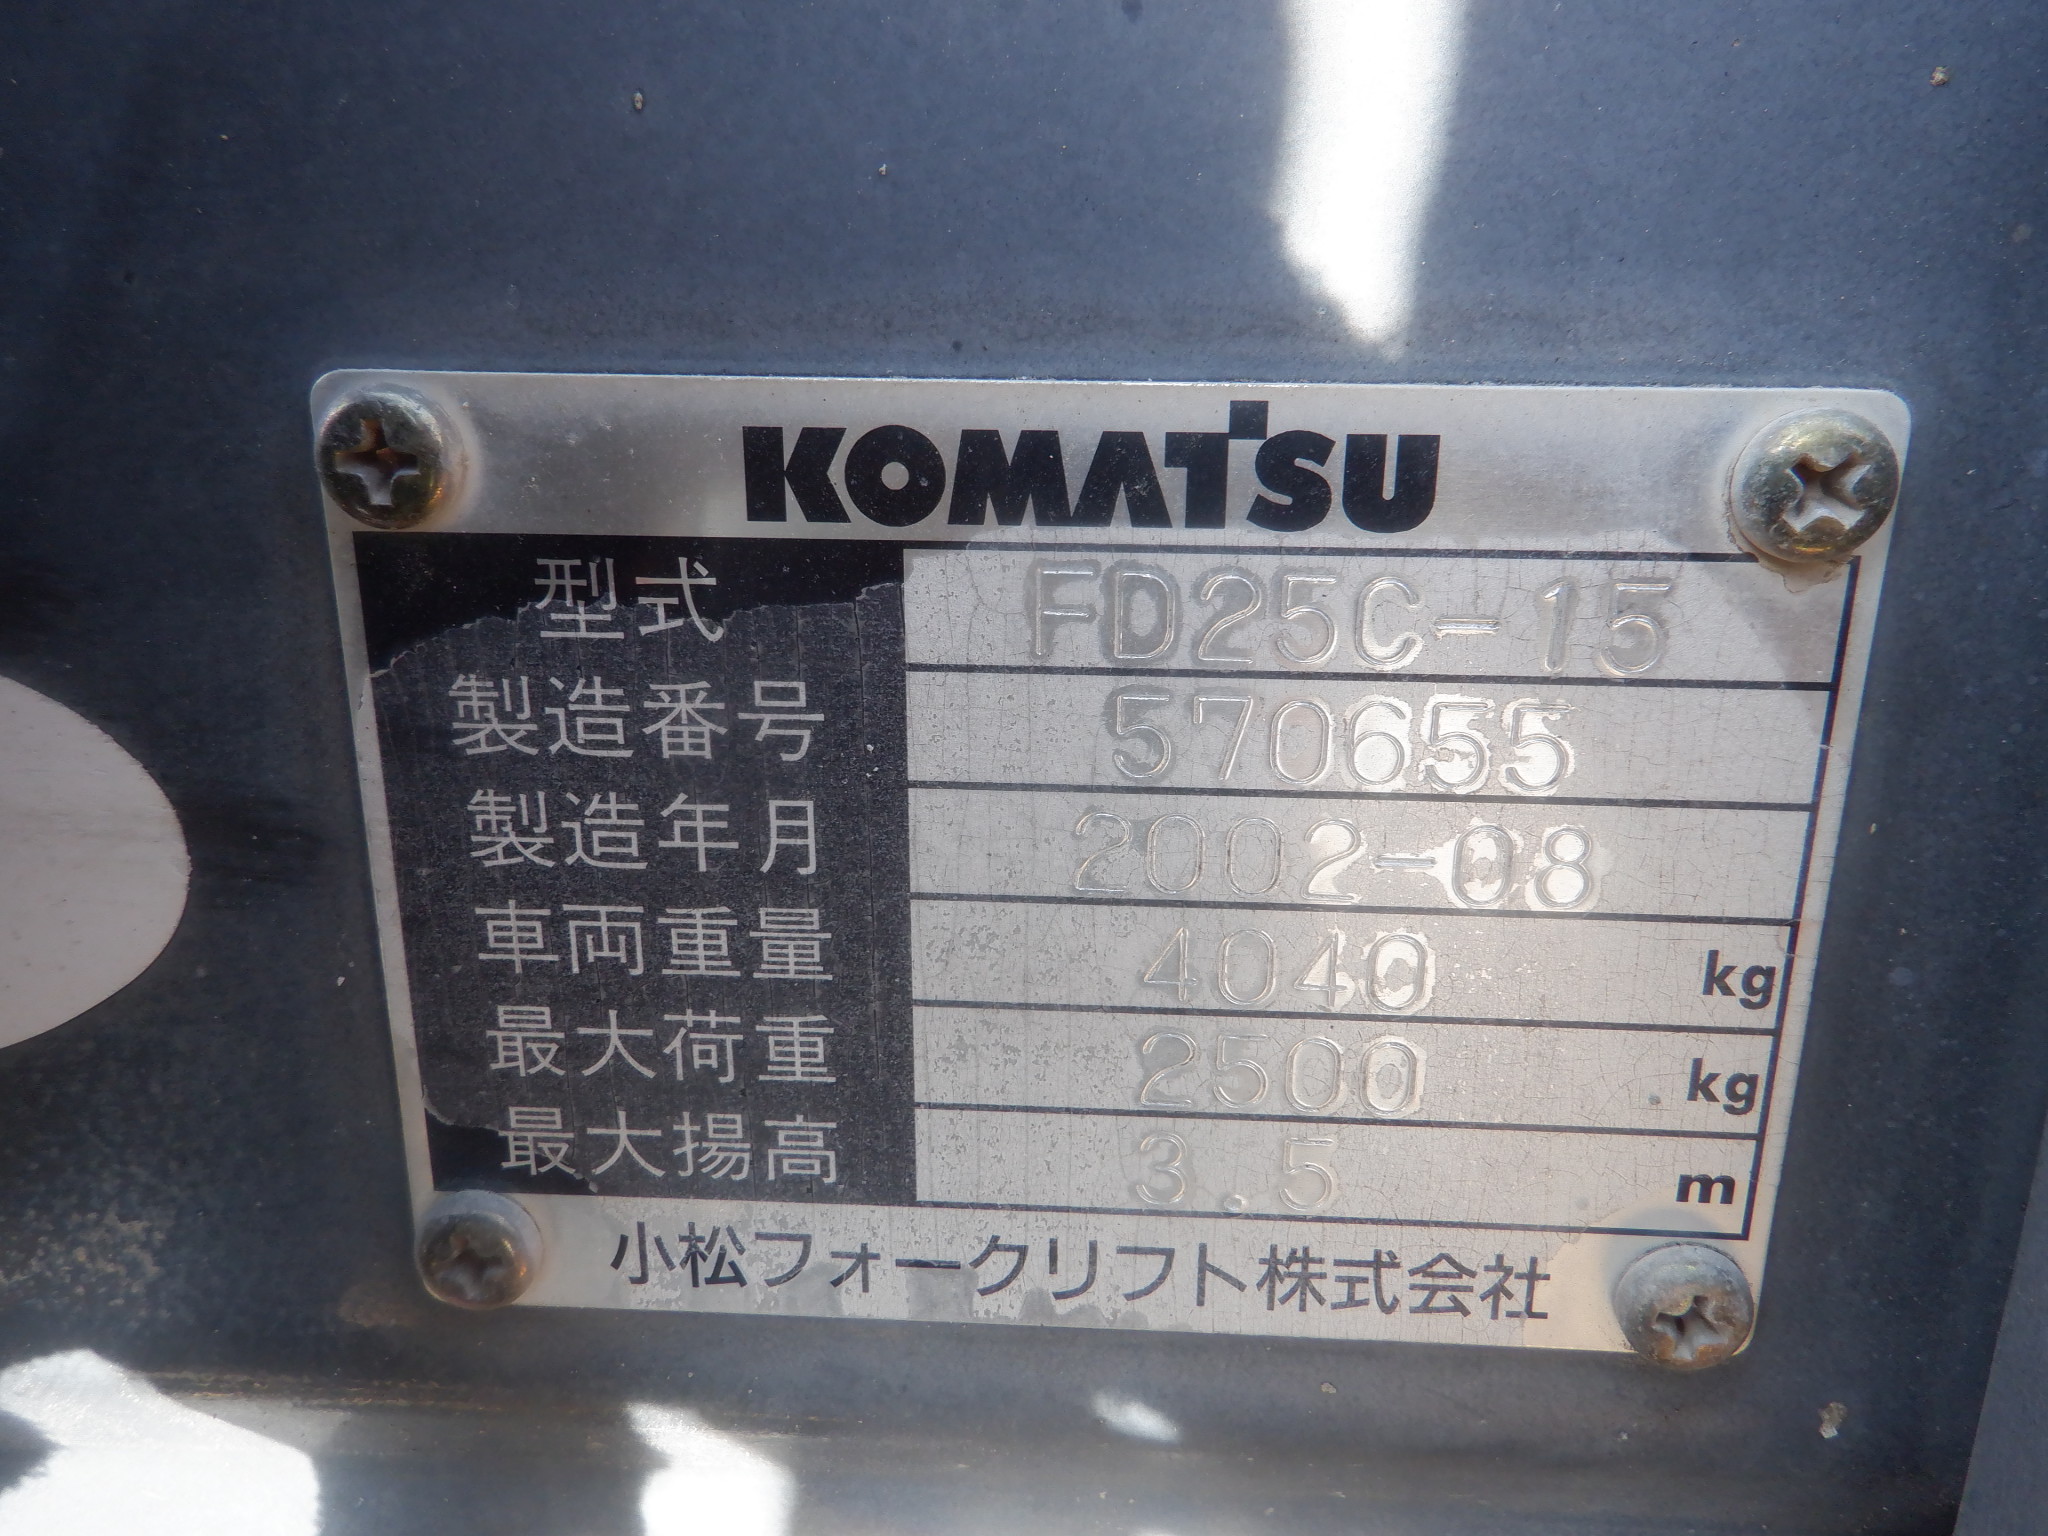 KOMATSU
型式 FD25C-15
製造番号 570655
製造年月 2002-08
車両重量 4040 kg
最大荷重 2500 kg
最大揚高 3.5 m
小松フォークリフト株式会社